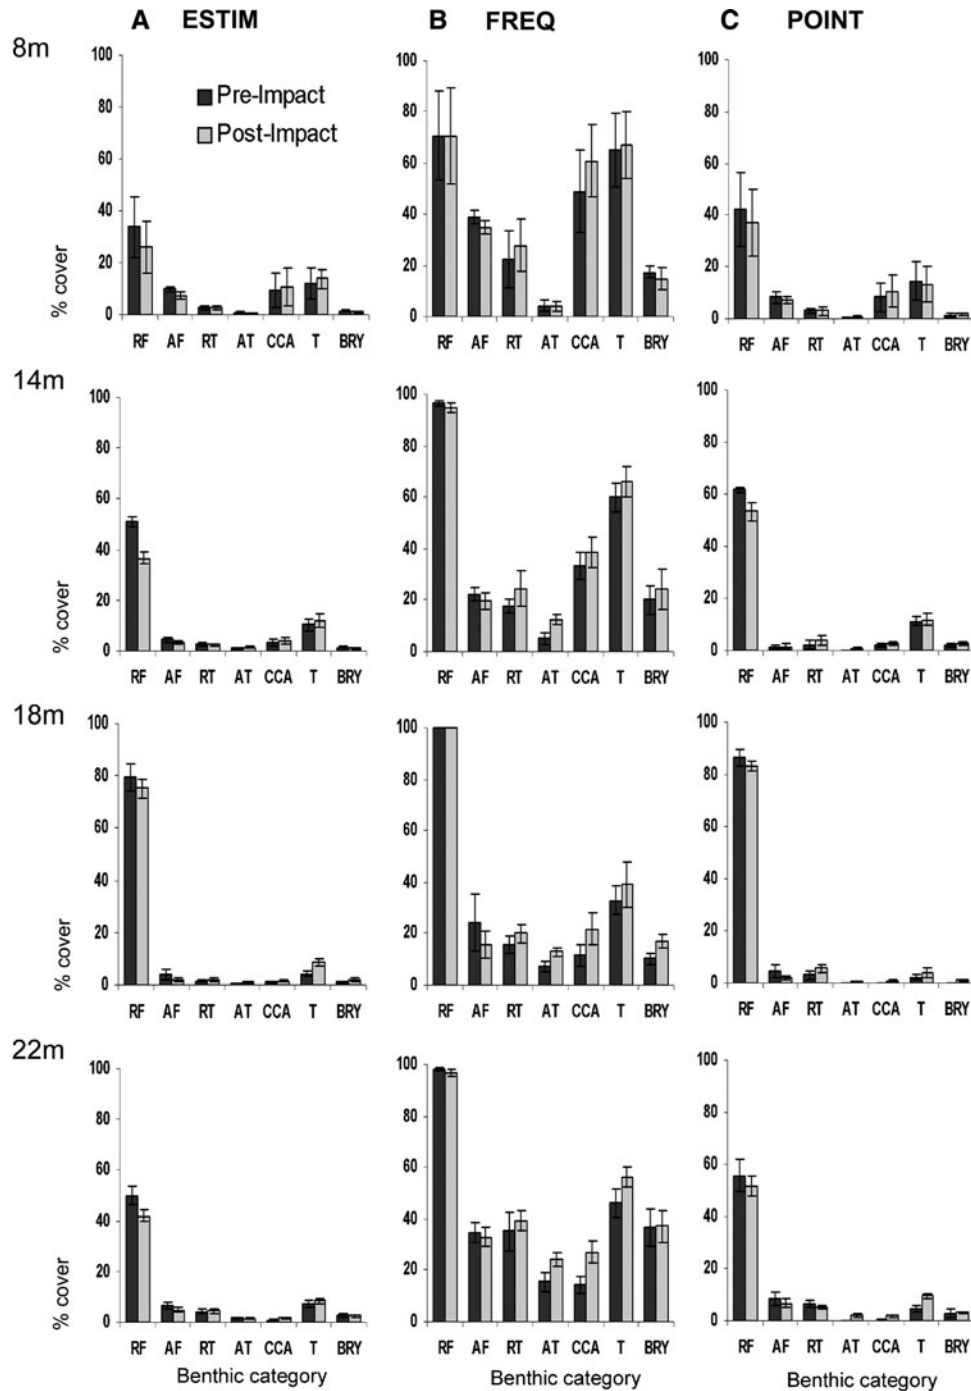 A ESTIM B FREQ C POINT
8m
100 100 100
Pre-Impact
Post-Impact
80 80 80
60 60 60
40 40 40
20 20 20
0 0 0
% cover % cover % cover
RF AF RT AT CCA T BRY RF AF RT AT CCA T BRY RF AF RT AT CCA T BRY
14m
100 100 100
80 80 80
60 60 60
40 40 40
20 20 20
0 0 0
% cover % cover % cover
RF AF RT AT CCA T BRY RF AF RT AT CCA T BRY RF AF RT AT CCA T BRY
18m
100 100 100
80 80 80
60 60 60
40 40 40
20 20 20
0 0 0
% cover % cover % cover
RF AF RT AT CCA T BRY RF AF RT AT CCA T BRY RF AF RT AT CCA T BRY
22m
100 100 100
80 80 80
60 60 60
40 40 40
20 20 20
0 0 0
% cover % cover % cover
RF AF RT AT CCA T BRY RF AF RT AT CCA T BRY RF AF RT AT CCA T BRY
Benthic category Benthic category Benthic category